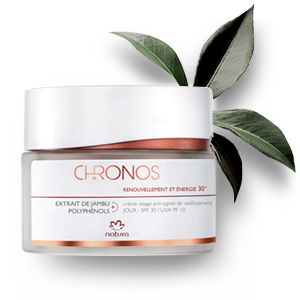 CHRONOS
RENOUVELLEMENT ET ÉNERGIE 30+
EXTRAIT DE JAMBU
POLYPHÉNOLS
crème visage anti-signes de vieillissement
JOUR - SPF 30 / UVA PF 10
natura